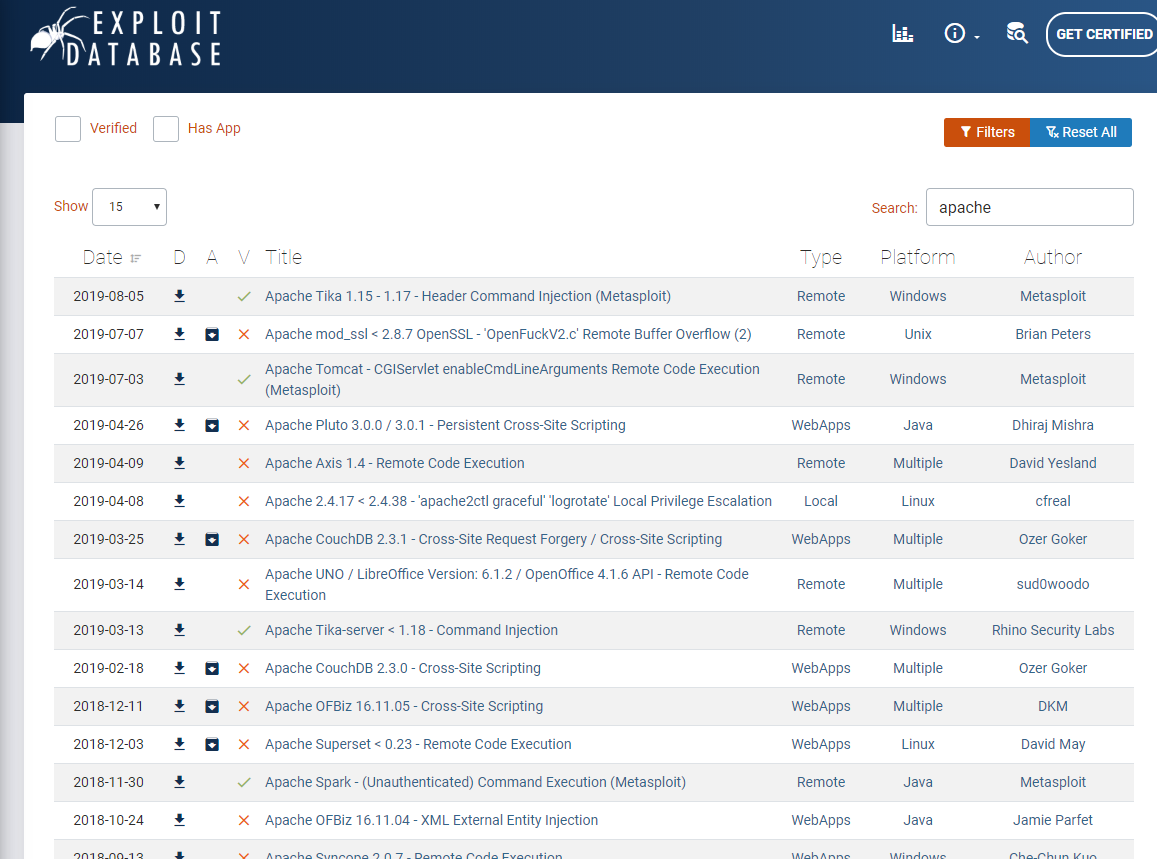 EXPLOIT
DATABASE
GET CERTIFIED
Verified Has App
Filters Reset All
Show 15 Search: apache
Date D A V Title Type Platform Author
2019-08-05 Apache Tika 1.15 - 1.17 - Header Command Injection (Metasploit) Remote Windows Metasploit
2019-07-07 Apache mod_ssl < 2.8.7 OpenSSL - 'OpenFuckV2.c' Remote Buffer Overflow (2) Remote Unix Brian Peters
2019-07-03 Apache Tomcat - CGIServlet enableCmdLineArguments Remote Code Execution
(Metasploit) Remote Windows Metasploit
2019-04-26 Apache Pluto 3.0.0 / 3.0.1 - Persistent Cross-Site Scripting WebApps Java Dhiraj Mishra
2019-04-09 Apache Axis 1.4 - Remote Code Execution Remote Multiple David Yesland
2019-04-08 Apache 2.4.17 < 2.4.38 - 'apache2ctl graceful' 'logrotate' Local Privilege Escalation Local Linux cfreal
2019-03-25 Apache CouchDB 2.3.1 - Cross-Site Request Forgery / Cross-Site Scripting WebApps Multiple Ozer Goker
2019-03-14 Apache UNO / LibreOffice Version: 6.1.2 / OpenOffice 4.1.6 API - Remote Code
Execution Remote Multiple sud0woodo
2019-03-13 Apache Tika-server < 1.18 - Command Injection Remote Windows Rhino Security Labs
2019-02-18 Apache CouchDB 2.3.0 - Cross-Site Scripting WebApps Multiple Ozer Goker
2018-12-11 Apache OFBiz 16.11.05 - Cross-Site Scripting WebApps Multiple DKM
2018-12-03 Apache Superset < 0.23 - Remote Code Execution WebApps Linux David May
2018-11-30 Apache Spark - (Unauthenticated) Command Execution (Metasploit) Remote Java Metasploit
2018-10-24 Apache OFBiz 16.11.04 - XML External Entity Injection WebApps Java Jamie Parfet
2018-09-13 Apache Syncope 2.0.7 - Remote Code Execution WebApps Windows Che-Chun Kuo